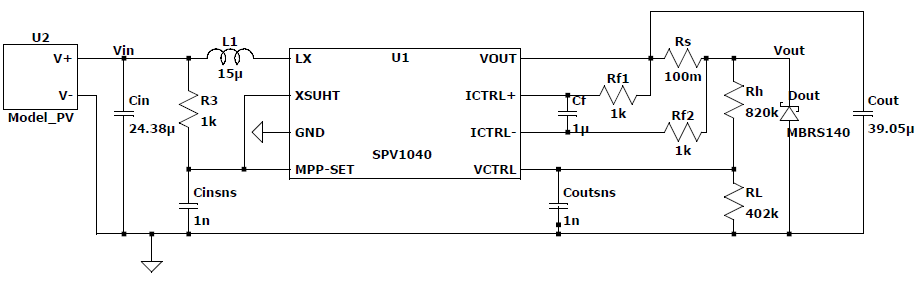 U2
V+
V-
Model_PV
Vin
Cin
24.38µ
R3
1k
Cinsns
1n
L1
15µ
LX
U1
VOUT
XSUHT
ICTRL+
GND
ICTRL-
SPV1040
MPP-SET
VCTRL
Cf
1µ
Rf1
1k
Rf2
1k
Rs
100m
Coutsns
1n
Vout
Rh
820k
RL
402k
Dout
MBRS140
Cout
39.05µ